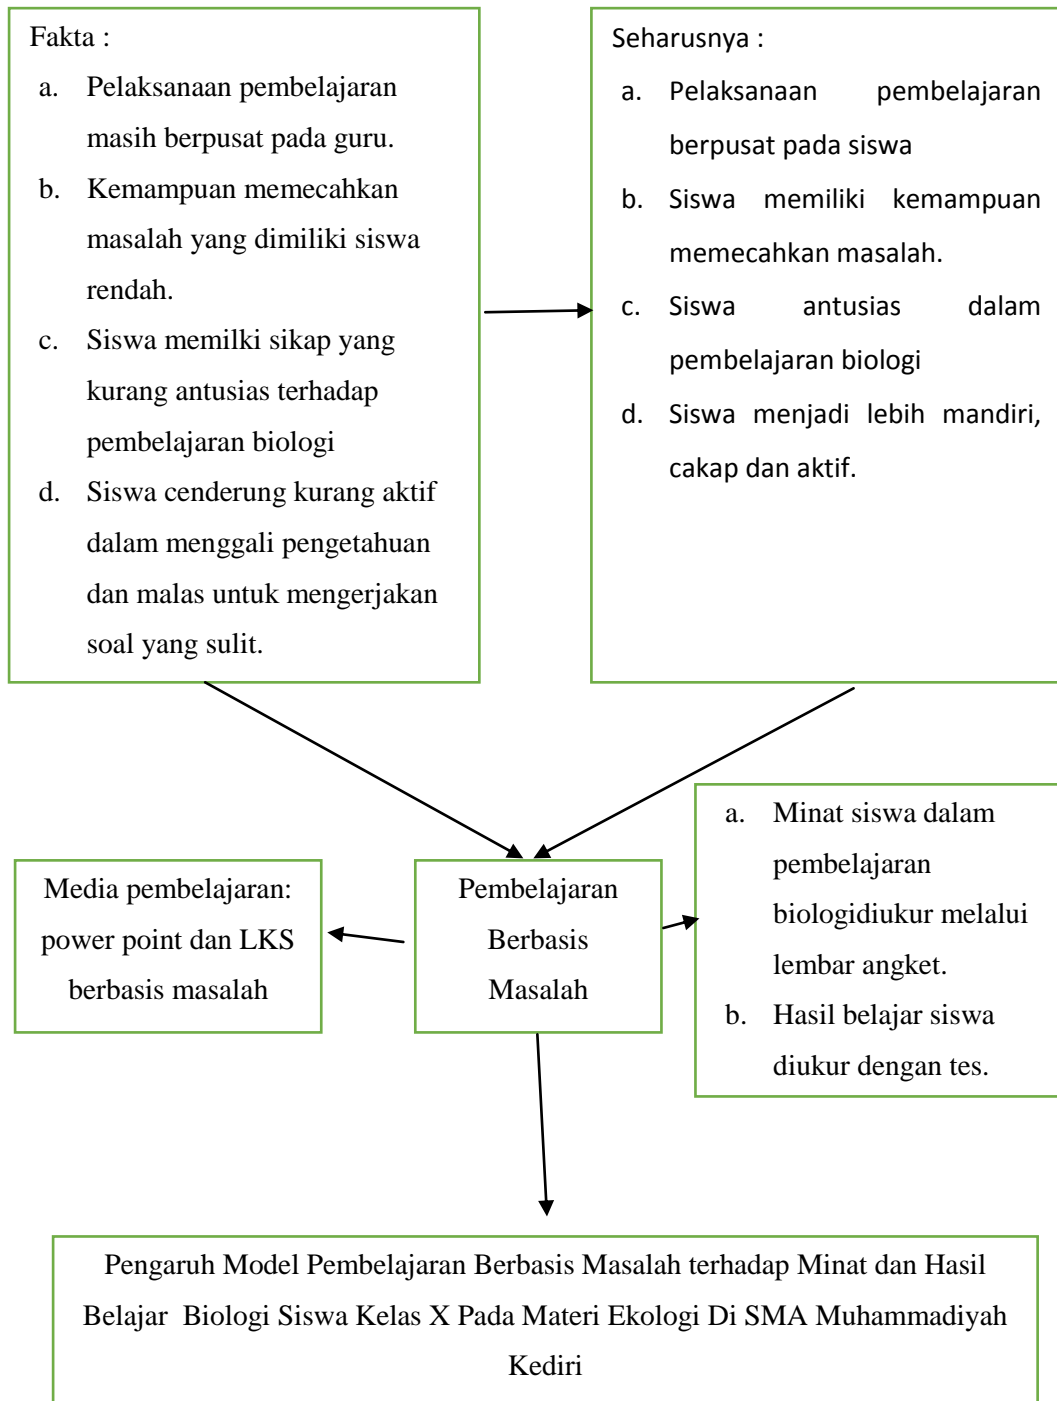 Fakta :
a. Pelaksanaan pembelajaran
masih berpusat pada guru.
b. Kemampuan memecahkan
masalah yang dimiliki siswa
rendah.
c. Siswa memilki sikap yang
kurang antusias terhadap
pembelajaran biologi
d. Siswa cenderung kurang aktif
dalam menggali pengetahuan
dan malas untuk mengerjakan
soal yang sulit.
Seharusnya :
a. Pelaksanaan pembelajaran
berpusat pada siswa
b. Siswa memiliki kemampuan
memecahkan masalah.
c. Siswa antusias dalam
pembelajaran biologi
d. Siswa menjadi lebih mandiri,
cakap dan aktif.
Media pembelajaran:
power point dan LKS
berbasis masalah
Pembelajaran
Berbasis
Masalah
a. Minat siswa dalam
pembelajaran
biologidiukur melalui
lembar angket.
b. Hasil belajar siswa
diukur dengan tes.
Pengaruh Model Pembelajaran Berbasis Masalah terhadap Minat dan Hasil
Belajar  Biologi Siswa Kelas X Pada Materi Ekologi Di SMA Muhammadiyah
Kediri